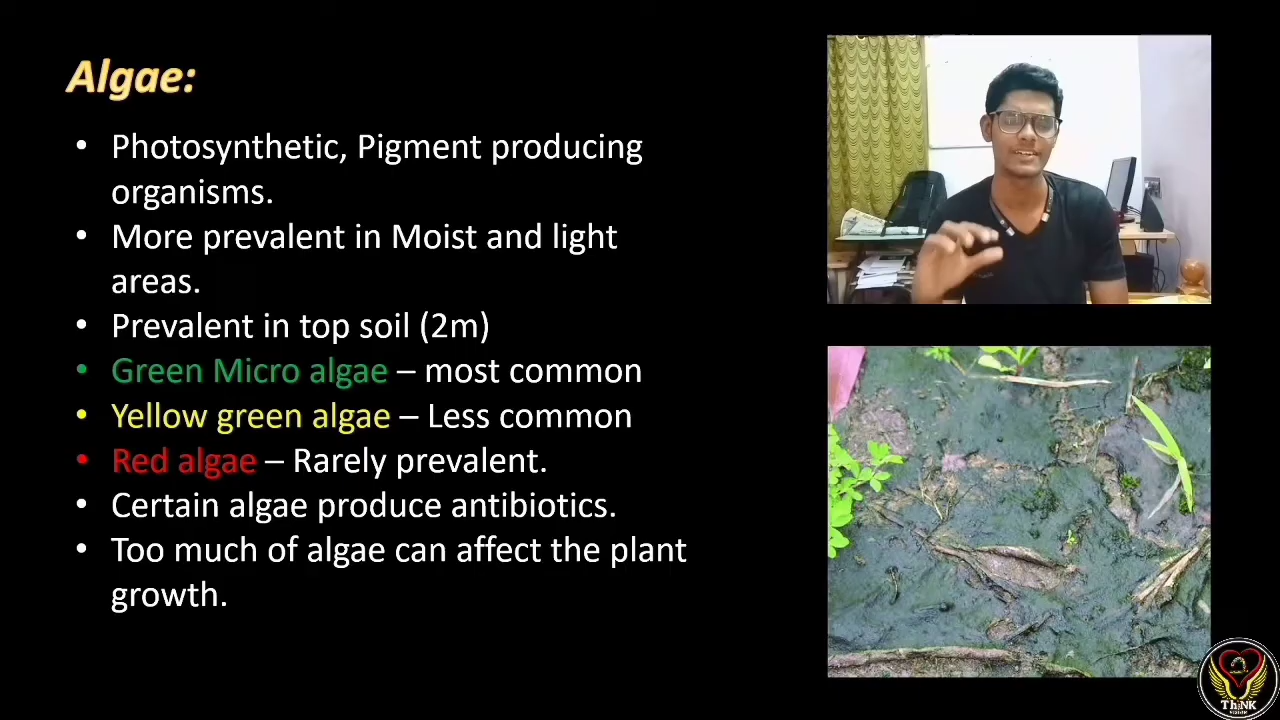 Algae:
• Photosynthetic, Pigment producing
organisms.
• More prevalent in Moist and light
areas.
• Prevalent in top soil (2m)
• Green Micro algae – most common
• Yellow green algae – Less common
• Red algae – Rarely prevalent.
• Certain algae produce antibiotics.
• Too much of algae can affect the plant
growth.
ThiNK